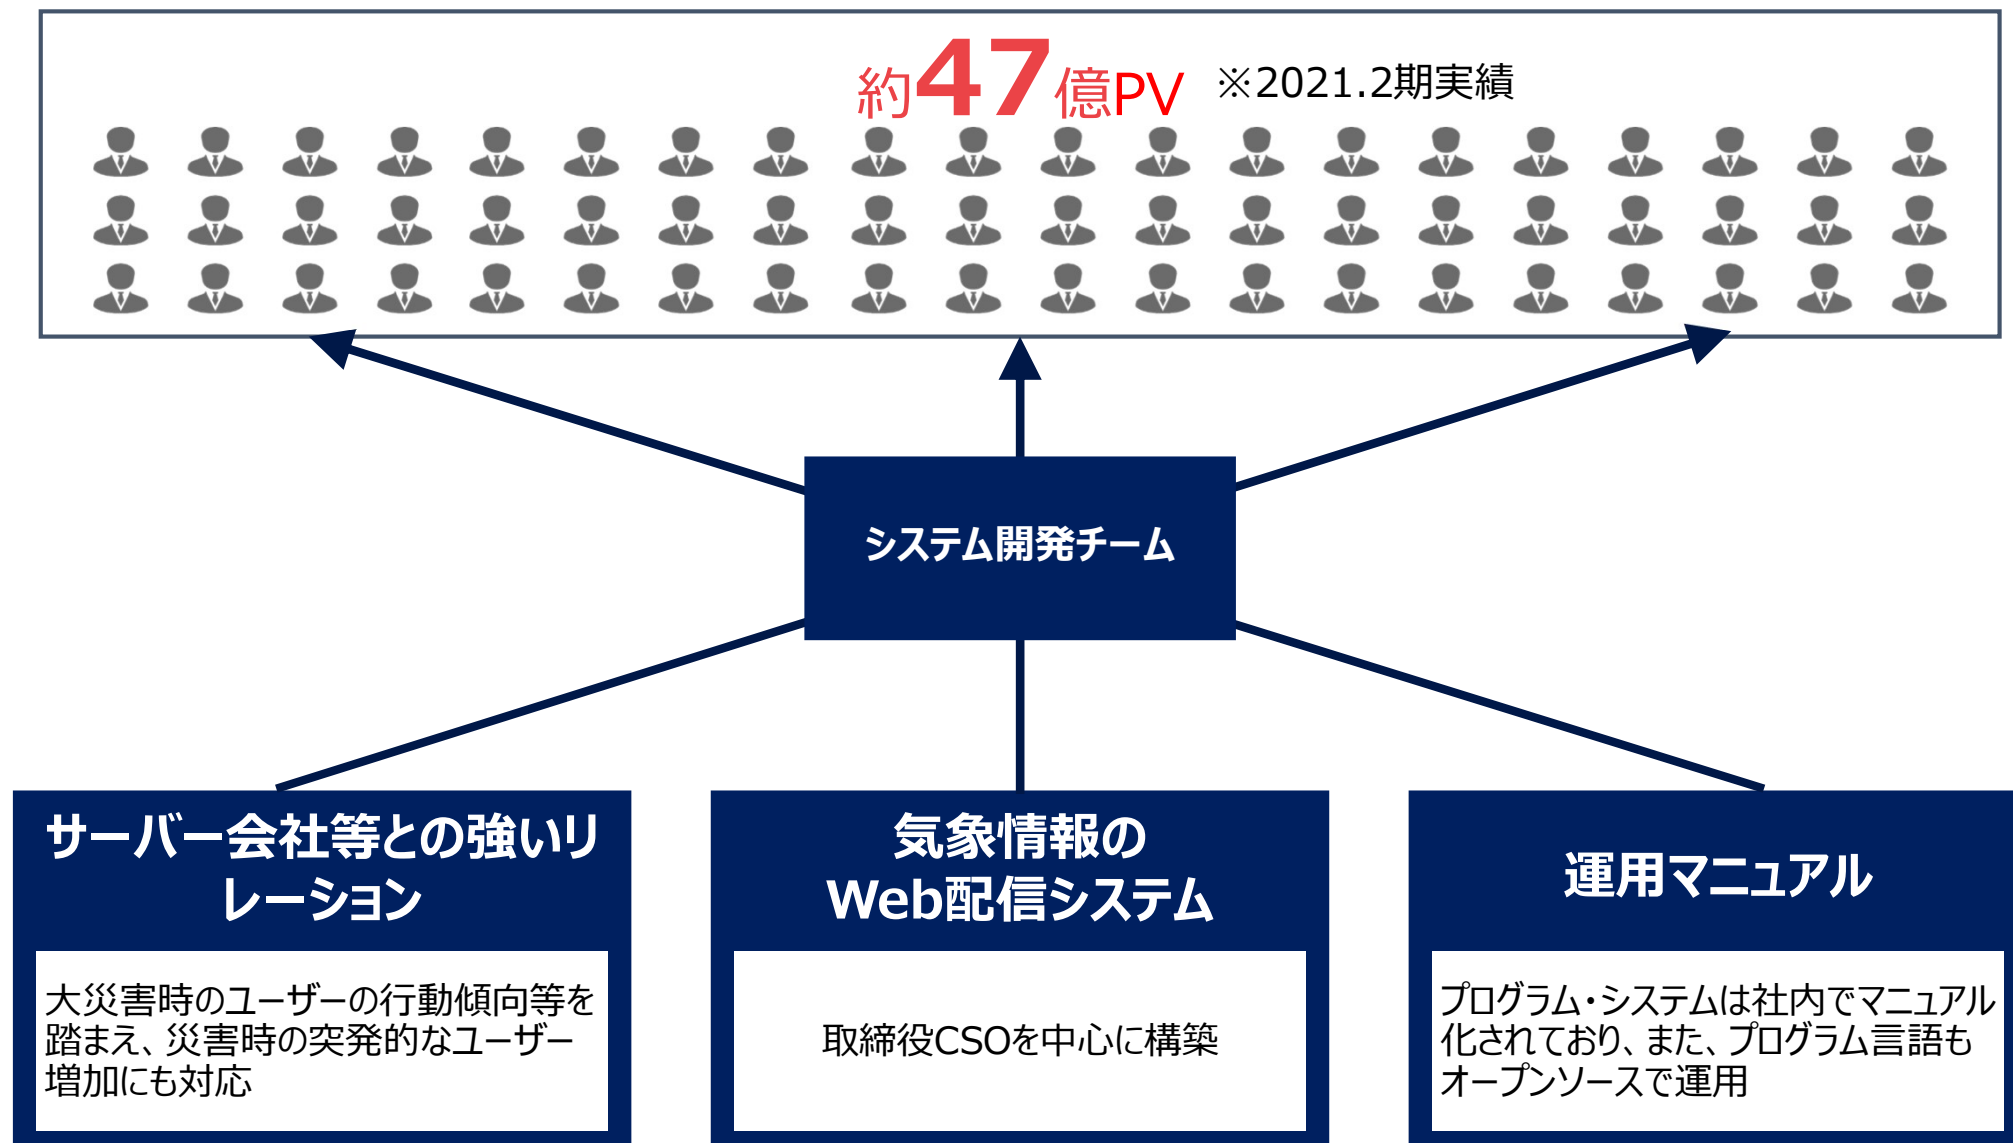 約47億PV ※2021.2期実績
システム開発チーム
サーバー会社等との強いリ
レーション
大災害時のユーザーの行動傾向等を
踏まえ、災害時の突発的なユーザー
増加にも対応
気象情報の
Web配信システム
取締役CSOを中心に構築
運用マニュアル
プログラム・システムは社内でマニュアル
化されており、また、プログラム言語も
オープンソースで運用